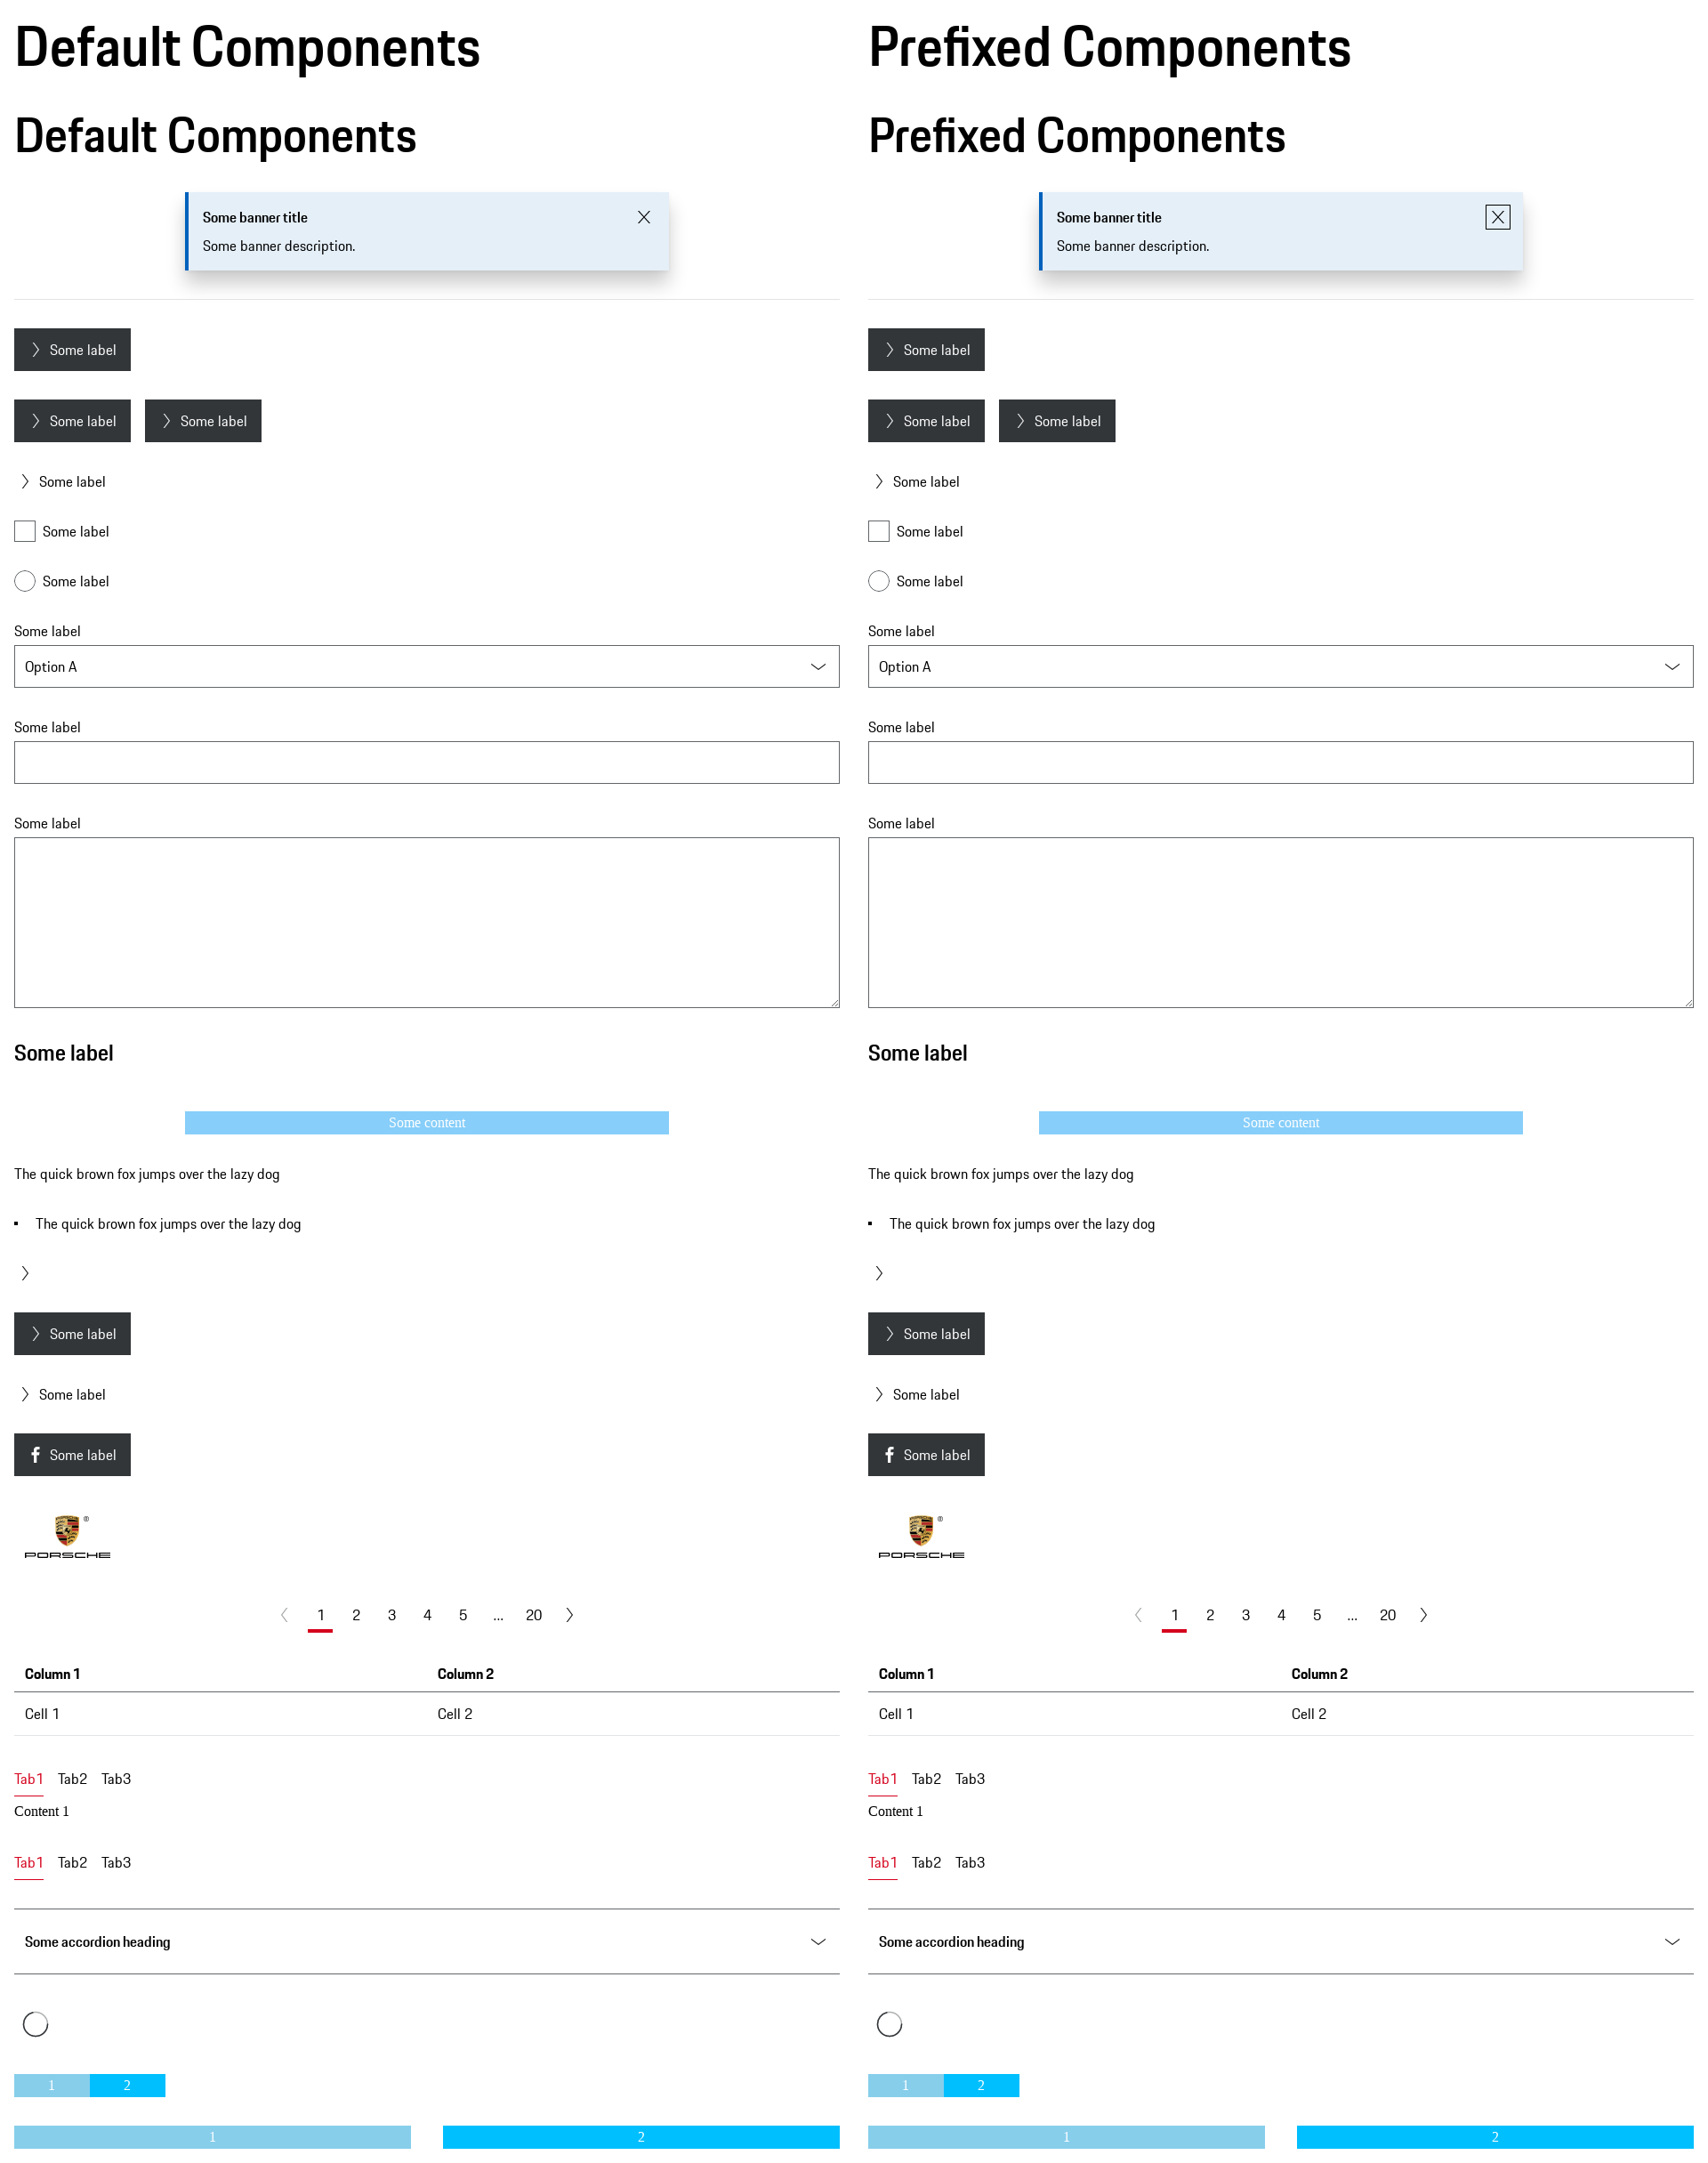 Default Components
Default Components
Some banner title
Some banner description.
Some label
Some label
Some label
Some label
Some label
Some label
Some label
Option A
Some label
Some label
Some label
Some content
The quick brown fox jumps over the lazy dog
The quick brown fox jumps over the lazy dog
Some label
Some label
Some label
®
PORSCHE
1 2 3 4 5 ... 20
Column 1 Column 2
Cell 1 Cell 2
Tab1 Tab2 Tab3
Content 1
Tab1 Tab2 Tab3
Some accordion heading
1 2
1 2
Prefixed Components
Prefixed Components
Some banner title
Some banner description.
Some label
Some label
Some label
Some label
Some label
Some label
Some label
Option A
Some label
Some label
Some label
Some content
The quick brown fox jumps over the lazy dog
The quick brown fox jumps over the lazy dog
Some label
Some label
Some label
®
PORSCHE
1 2 3 4 5 ... 20
Column 1 Column 2
Cell 1 Cell 2
Tab1 Tab2 Tab3
Content 1
Tab1 Tab2 Tab3
Some accordion heading
1 2
1 2